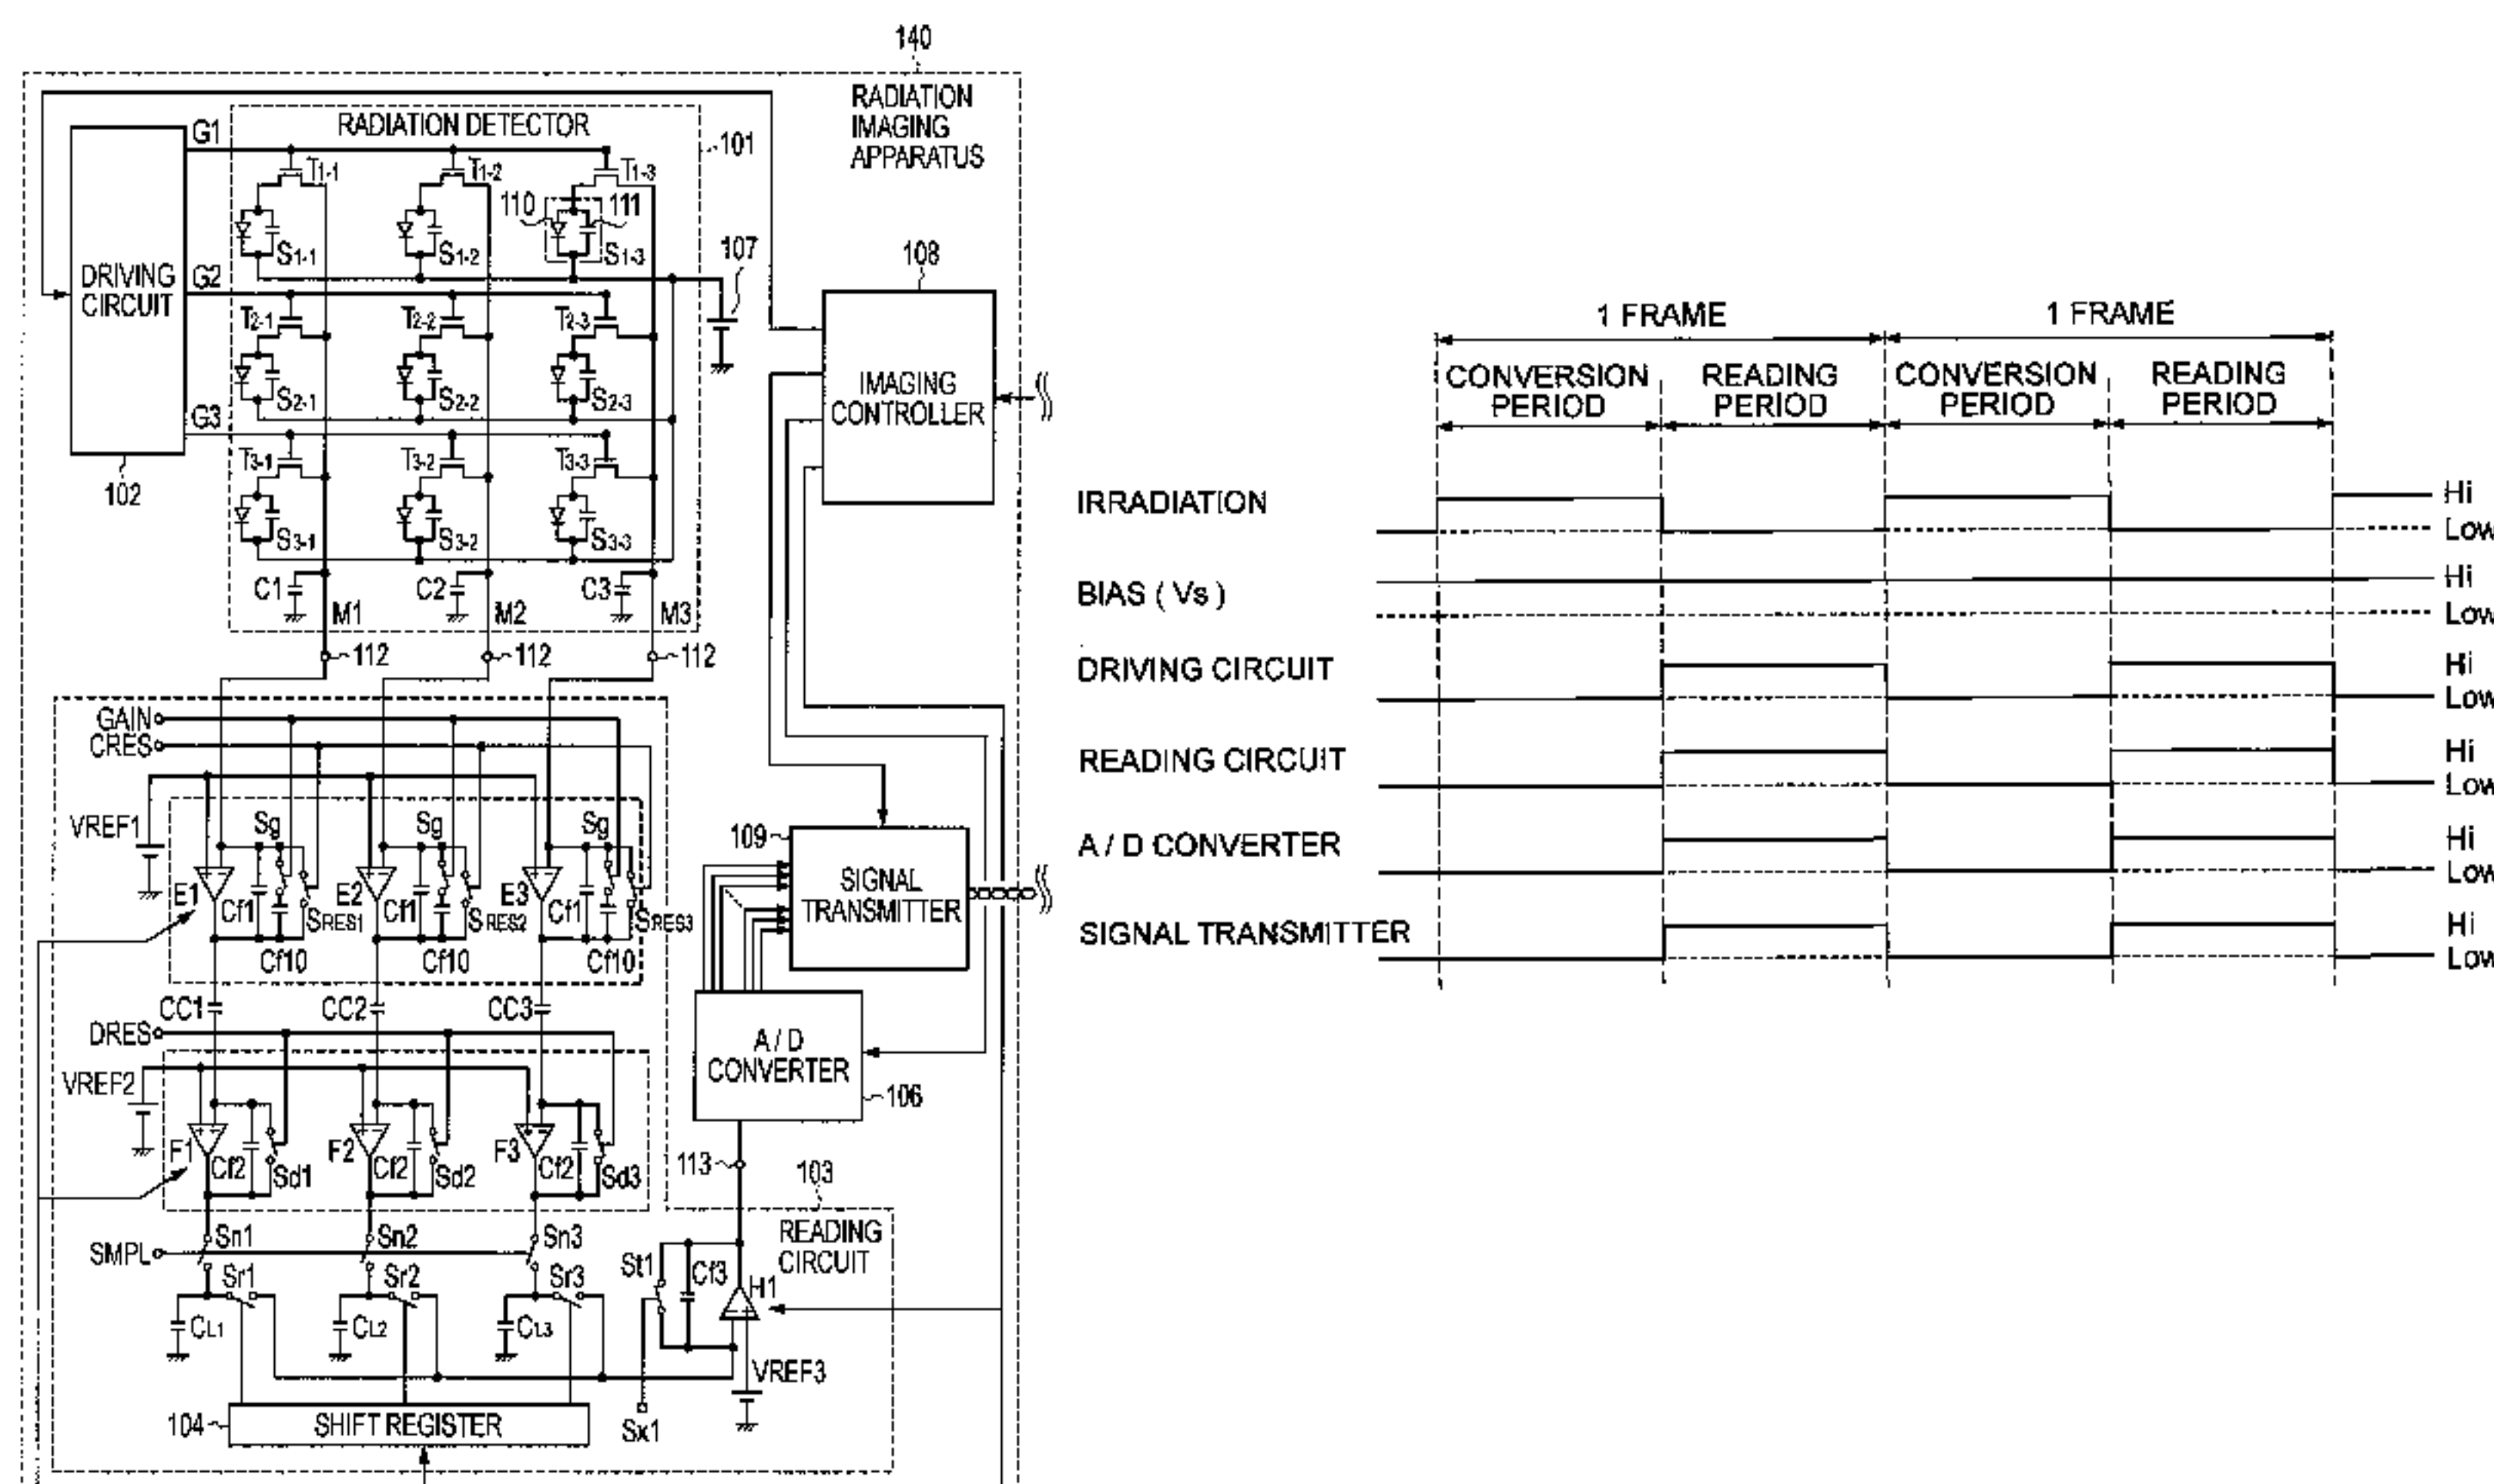 140
RADIATION
IMAGING
APPARATUS
RADIATION DETECTOR
101
G1
T1-1
T1-2
T1-3
110
111
S1-1
S1-2
S1-3
107
108
DRIVING
CIRCUIT
G2
T2-1
T2-2
T2-3
IMAGING
CONTROLLER
S2-1
S2-2
S2-3
G3
T3-1
T3-2
T3-3
102
S3-1
S3-2
S3-3
C1
C2
C3
M1
M2
M3
112
112
112
GAIN
CRES
VREF1
Sg
Sg
Sg
109
SIGNAL
TRANSMITTER
E1
E2
E3
Cf1
Cf1
Cf1
SRES1
SRES2
SRES3
Cf10
Cf10
Cf10
CC1
CC2
CC3
DRES
A / D
CONVERTER
106
VREF2
F1
F2
F3
Cf2
Cf2
Cf2
Sd1
Sd2
Sd3
113
103
READING
CIRCUIT
Sn1
Sn2
Sn3
SMPL
Sr1
Sr2
Sr3
St1
Cf3
H1
CL1
CL2
CL3
VREF3
104
SHIFT REGISTER
Sx1
1 FRAME
1 FRAME
CONVERSION
PERIOD
READING
PERIOD
CONVERSION
PERIOD
READING
PERIOD
IRRADIATION
Hi
Low
BIAS ( Vs )
Hi
Low
DRIVING CIRCUIT
Hi
Low
READING CIRCUIT
Hi
Low
A / D CONVERTER
Hi
Low
SIGNAL TRANSMITTER
Hi
Low